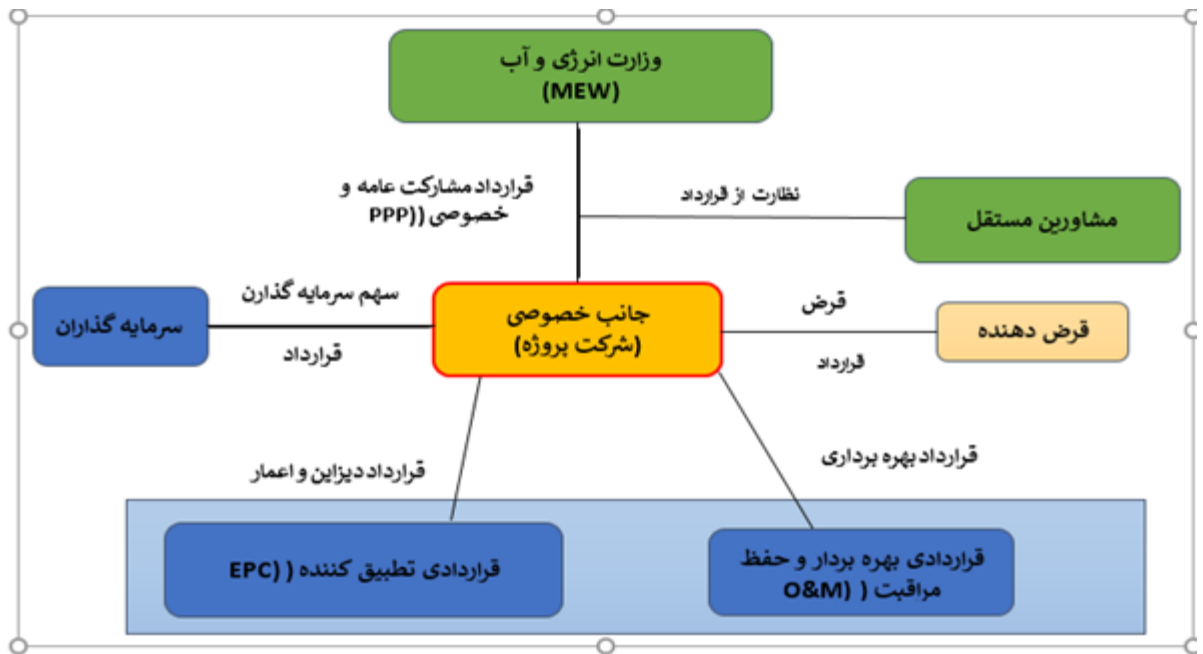 وزارت انرژی و آب
(MEW)
قرارداد مشارکت عامه و
خصوصی ((PPP
نظارت از قرارداد
مشاورین مستقل
سهم سرمایه گذارن
سرمایه گذاران
قرارداد
جانب خصوصی
(شرکت پروژه)
قرض
قرض دهنده
قرارداد
قرارداد دیزاین و اعمار
قرارداد بهره برداری
قراردادی تطبیق کننده ( (EPC
قراردادی بهره بردار و حفظ
مراقبت ( (O&M